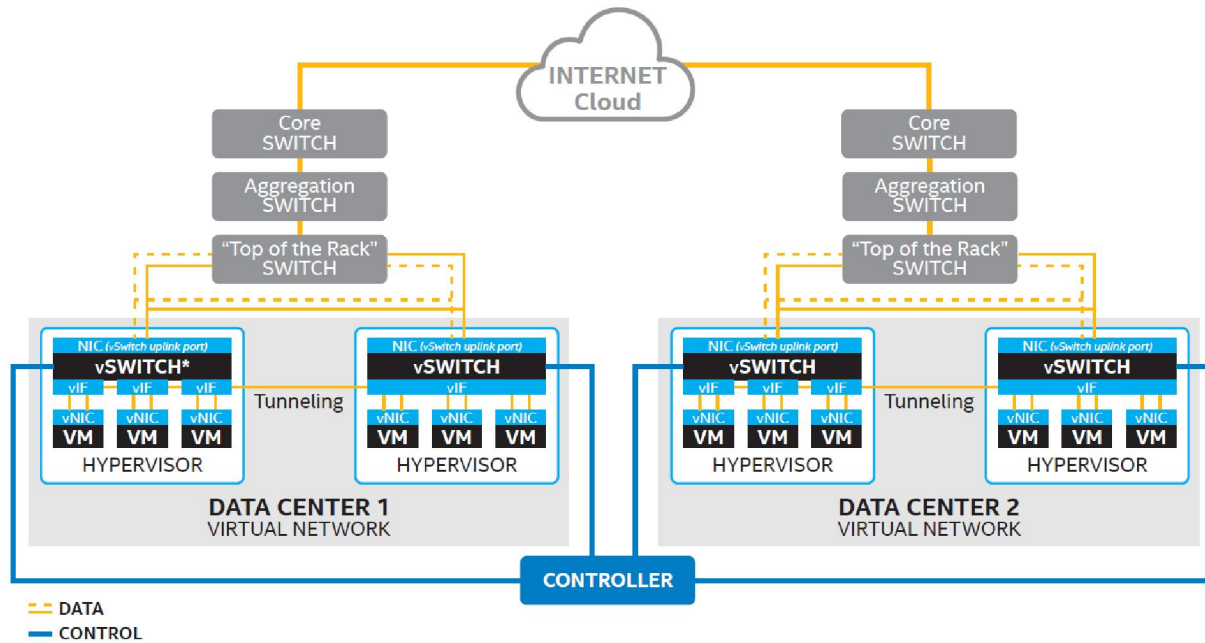 INTERNET
Cloud
Core
SWITCH
Core
SWITCH
Aggregation
SWITCH
Aggregation
SWITCH
“Top of the Rack”
SWITCH
“Top of the Rack”
SWITCH
NIC (vSwitch uplink port)
vSWITCH*
vIF vIF vIF
vNIC vNIC vNIC
VM VM VM
HYPERVISOR
Tunneling
NIC (vSwitch uplink port)
vSWITCH
vIF
vNIC vNIC vNIC
VM VM VM
HYPERVISOR
DATA CENTER 1
VIRTUAL NETWORK
NIC (vSwitch uplink port)
vSWITCH
vIF vIF vIF
vNIC vNIC vNIC
VM VM VM
HYPERVISOR
Tunneling
NIC (vSwitch uplink port)
vSWITCH
vIF
vNIC vNIC vNIC
VM VM VM
HYPERVISOR
DATA CENTER 2
VIRTUAL NETWORK
CONTROLLER
DATA
CONTROL